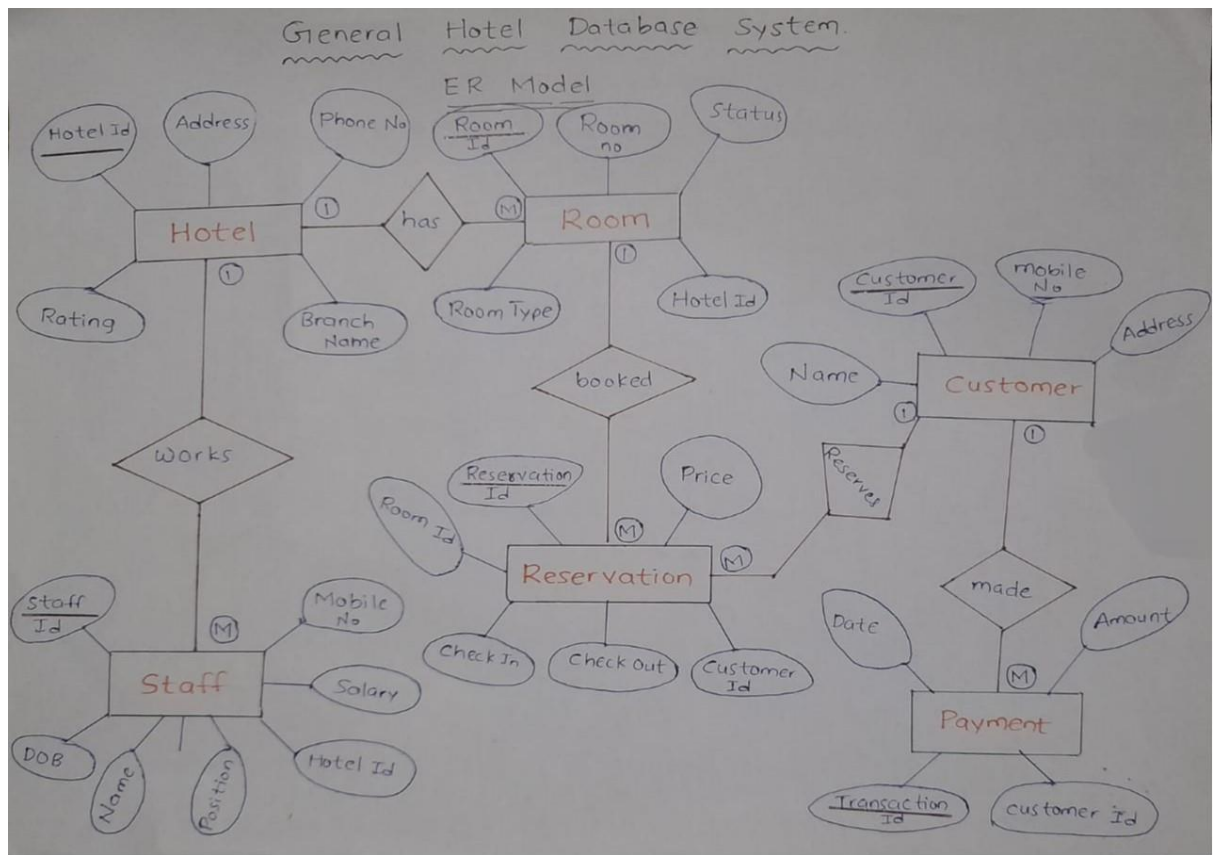 General Hotel Database System.
ER Model
Hotel Id
Address
Phone No
Room
Id
Room
no
Status
1
has
M
Hotel
Room
1
1
Rating
Branch
Name
Room Type
Hotel Id
Customer
Id
mobile
No
Address
Name
Customer
booked
1
1
works
Reserves
Reservation
Id
Price
Room Id
M
M
Reservation
made
Staff
Id
Mobile
No
M
Check In
Check Out
Customer
Id
Date
Amount
M
Staff
Salary
Payment
DOB
Name
Position
Hotel Id
Transaction
Id
customer Id